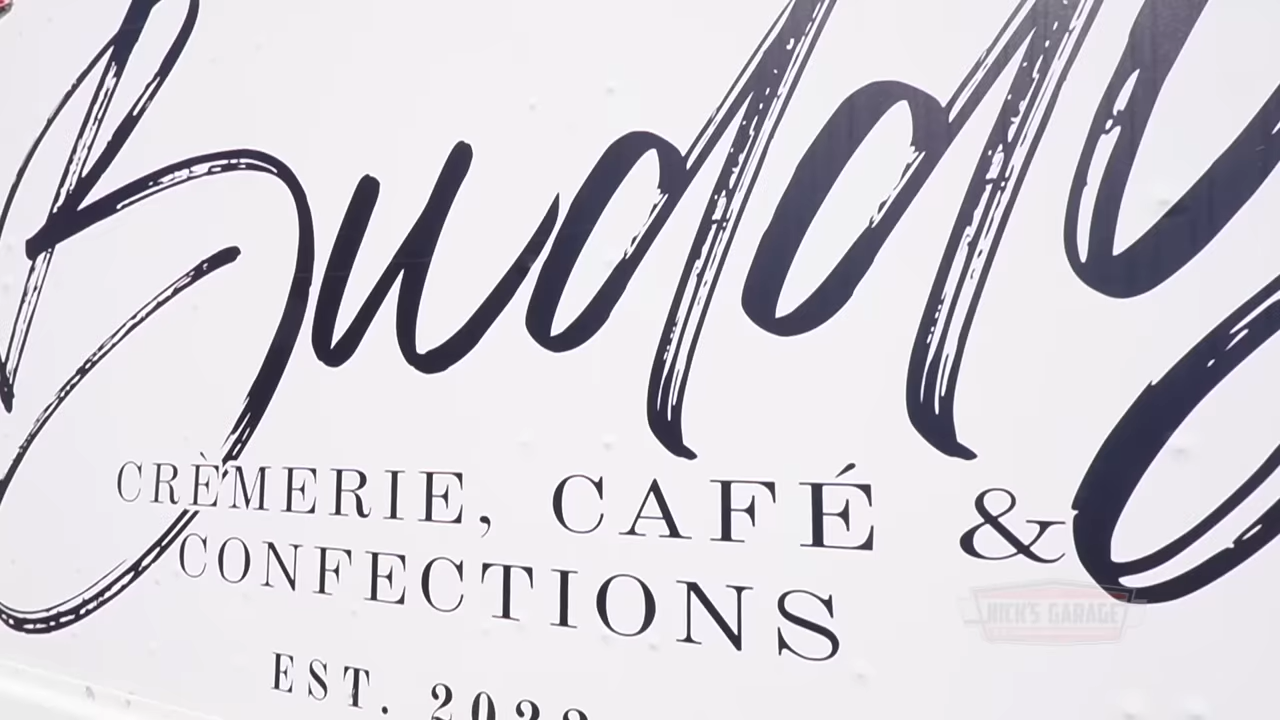 Buddy
CRÈMERIE, CAFÉ &
CONFECTIONS
EST.
NICK'S GARAGE